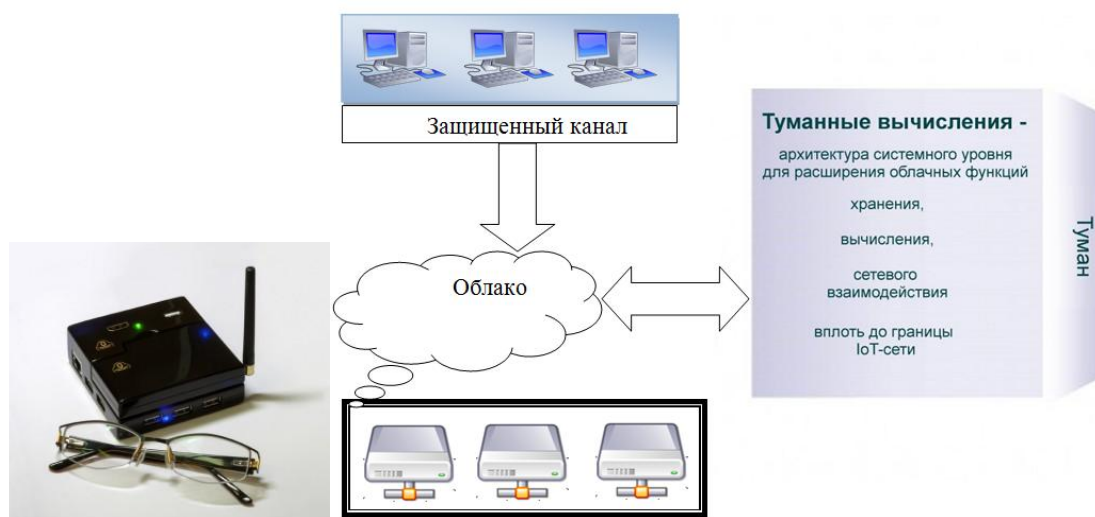 Защищенный канал
Облако
Туманные вычисления -
архитектура системного уровня
для расширения облачных функций
хранения,
вычисления,
сетевого
взаимодействия
вплоть до границы
IoT-сети
Туман